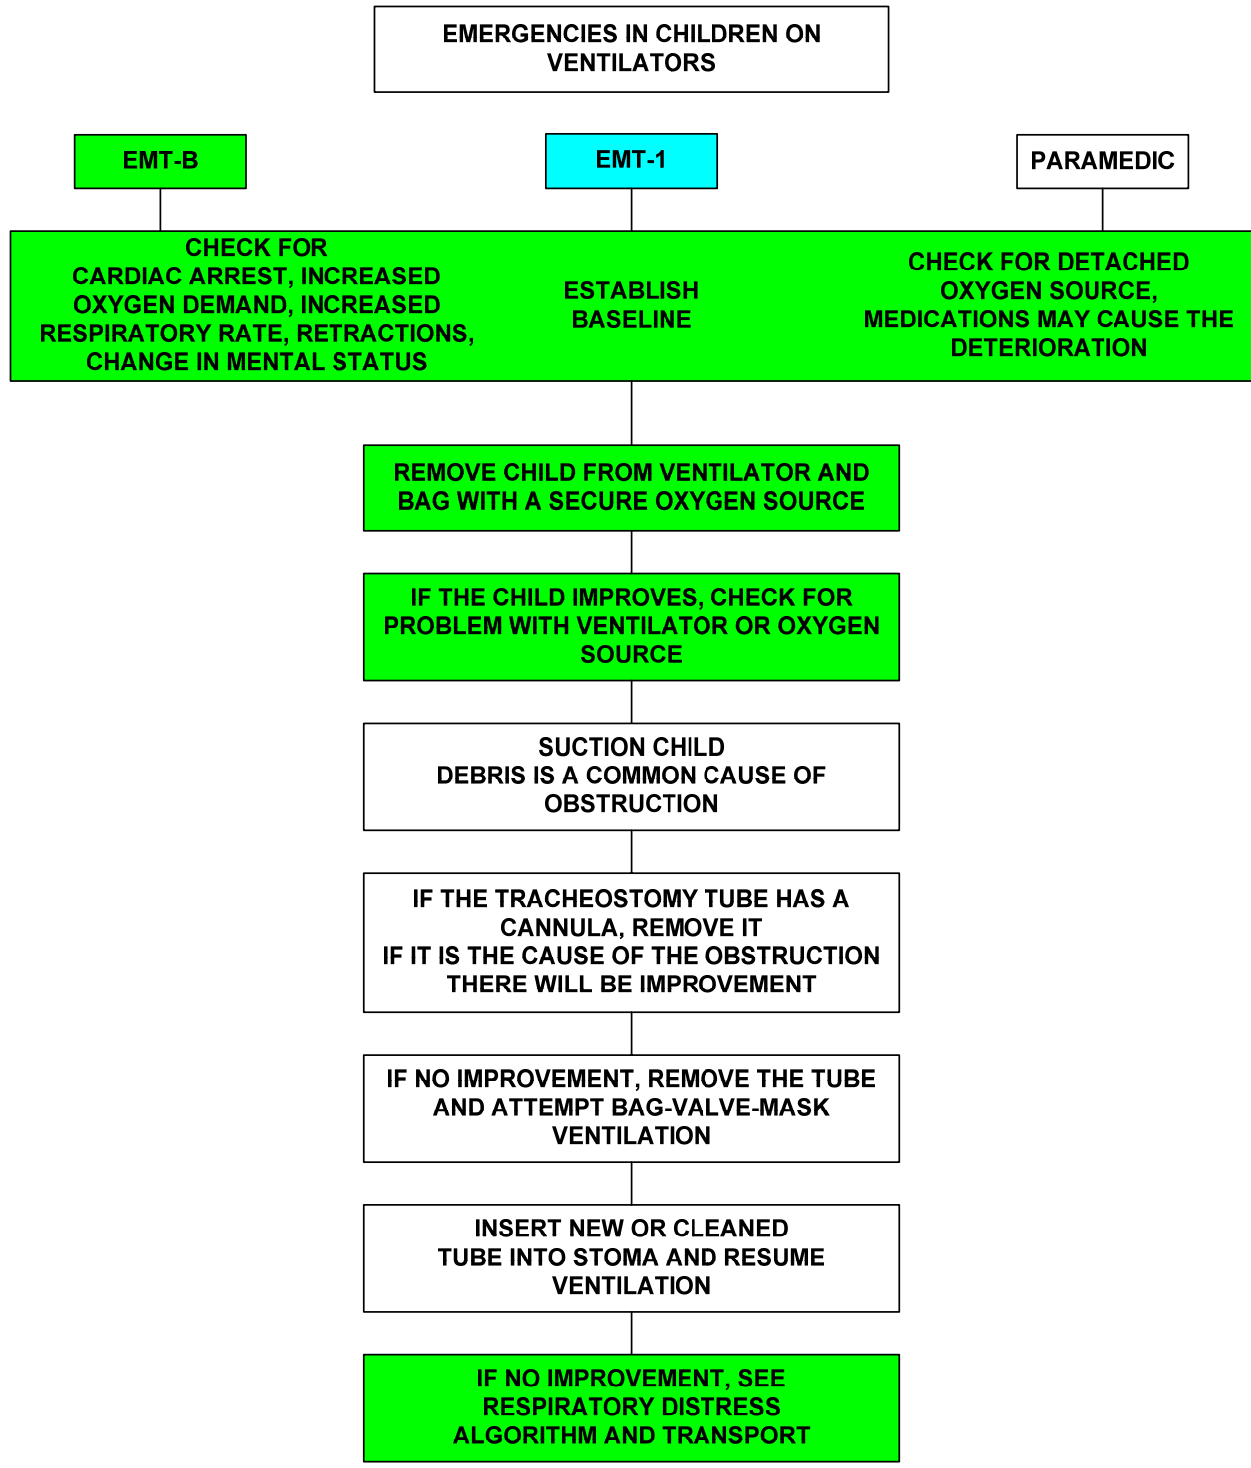 EMERGENCIES IN CHILDREN ON
VENTILATORS
EMT-B
EMT-1
PARAMEDIC
CHECK FOR
CARDIAC ARREST, INCREASED
OXYGEN DEMAND, INCREASED
RESPIRATORY RATE, RETRACTIONS,
CHANGE IN MENTAL STATUS
ESTABLISH
BASELINE
CHECK FOR DETACHED
OXYGEN SOURCE,
MEDICATIONS MAY CAUSE THE
DETERIORATION
REMOVE CHILD FROM VENTILATOR AND
BAG WITH A SECURE OXYGEN SOURCE
IF THE CHILD IMPROVES, CHECK FOR
PROBLEM WITH VENTILATOR OR OXYGEN
SOURCE
SUCTION CHILD
DEBRIS IS A COMMON CAUSE OF
OBSTRUCTION
IF THE TRACHEOSTOMY TUBE HAS A
CANNULA, REMOVE IT
IF IT IS THE CAUSE OF THE OBSTRUCTION
THERE WILL BE IMPROVEMENT
IF NO IMPROVEMENT, REMOVE THE TUBE
AND ATTEMPT BAG-VALVE-MASK
VENTILATION
INSERT NEW OR CLEANED
TUBE INTO STOMA AND RESUME
VENTILATION
IF NO IMPROVEMENT, SEE
RESPIRATORY DISTRESS
ALGORITHM AND TRANSPORT